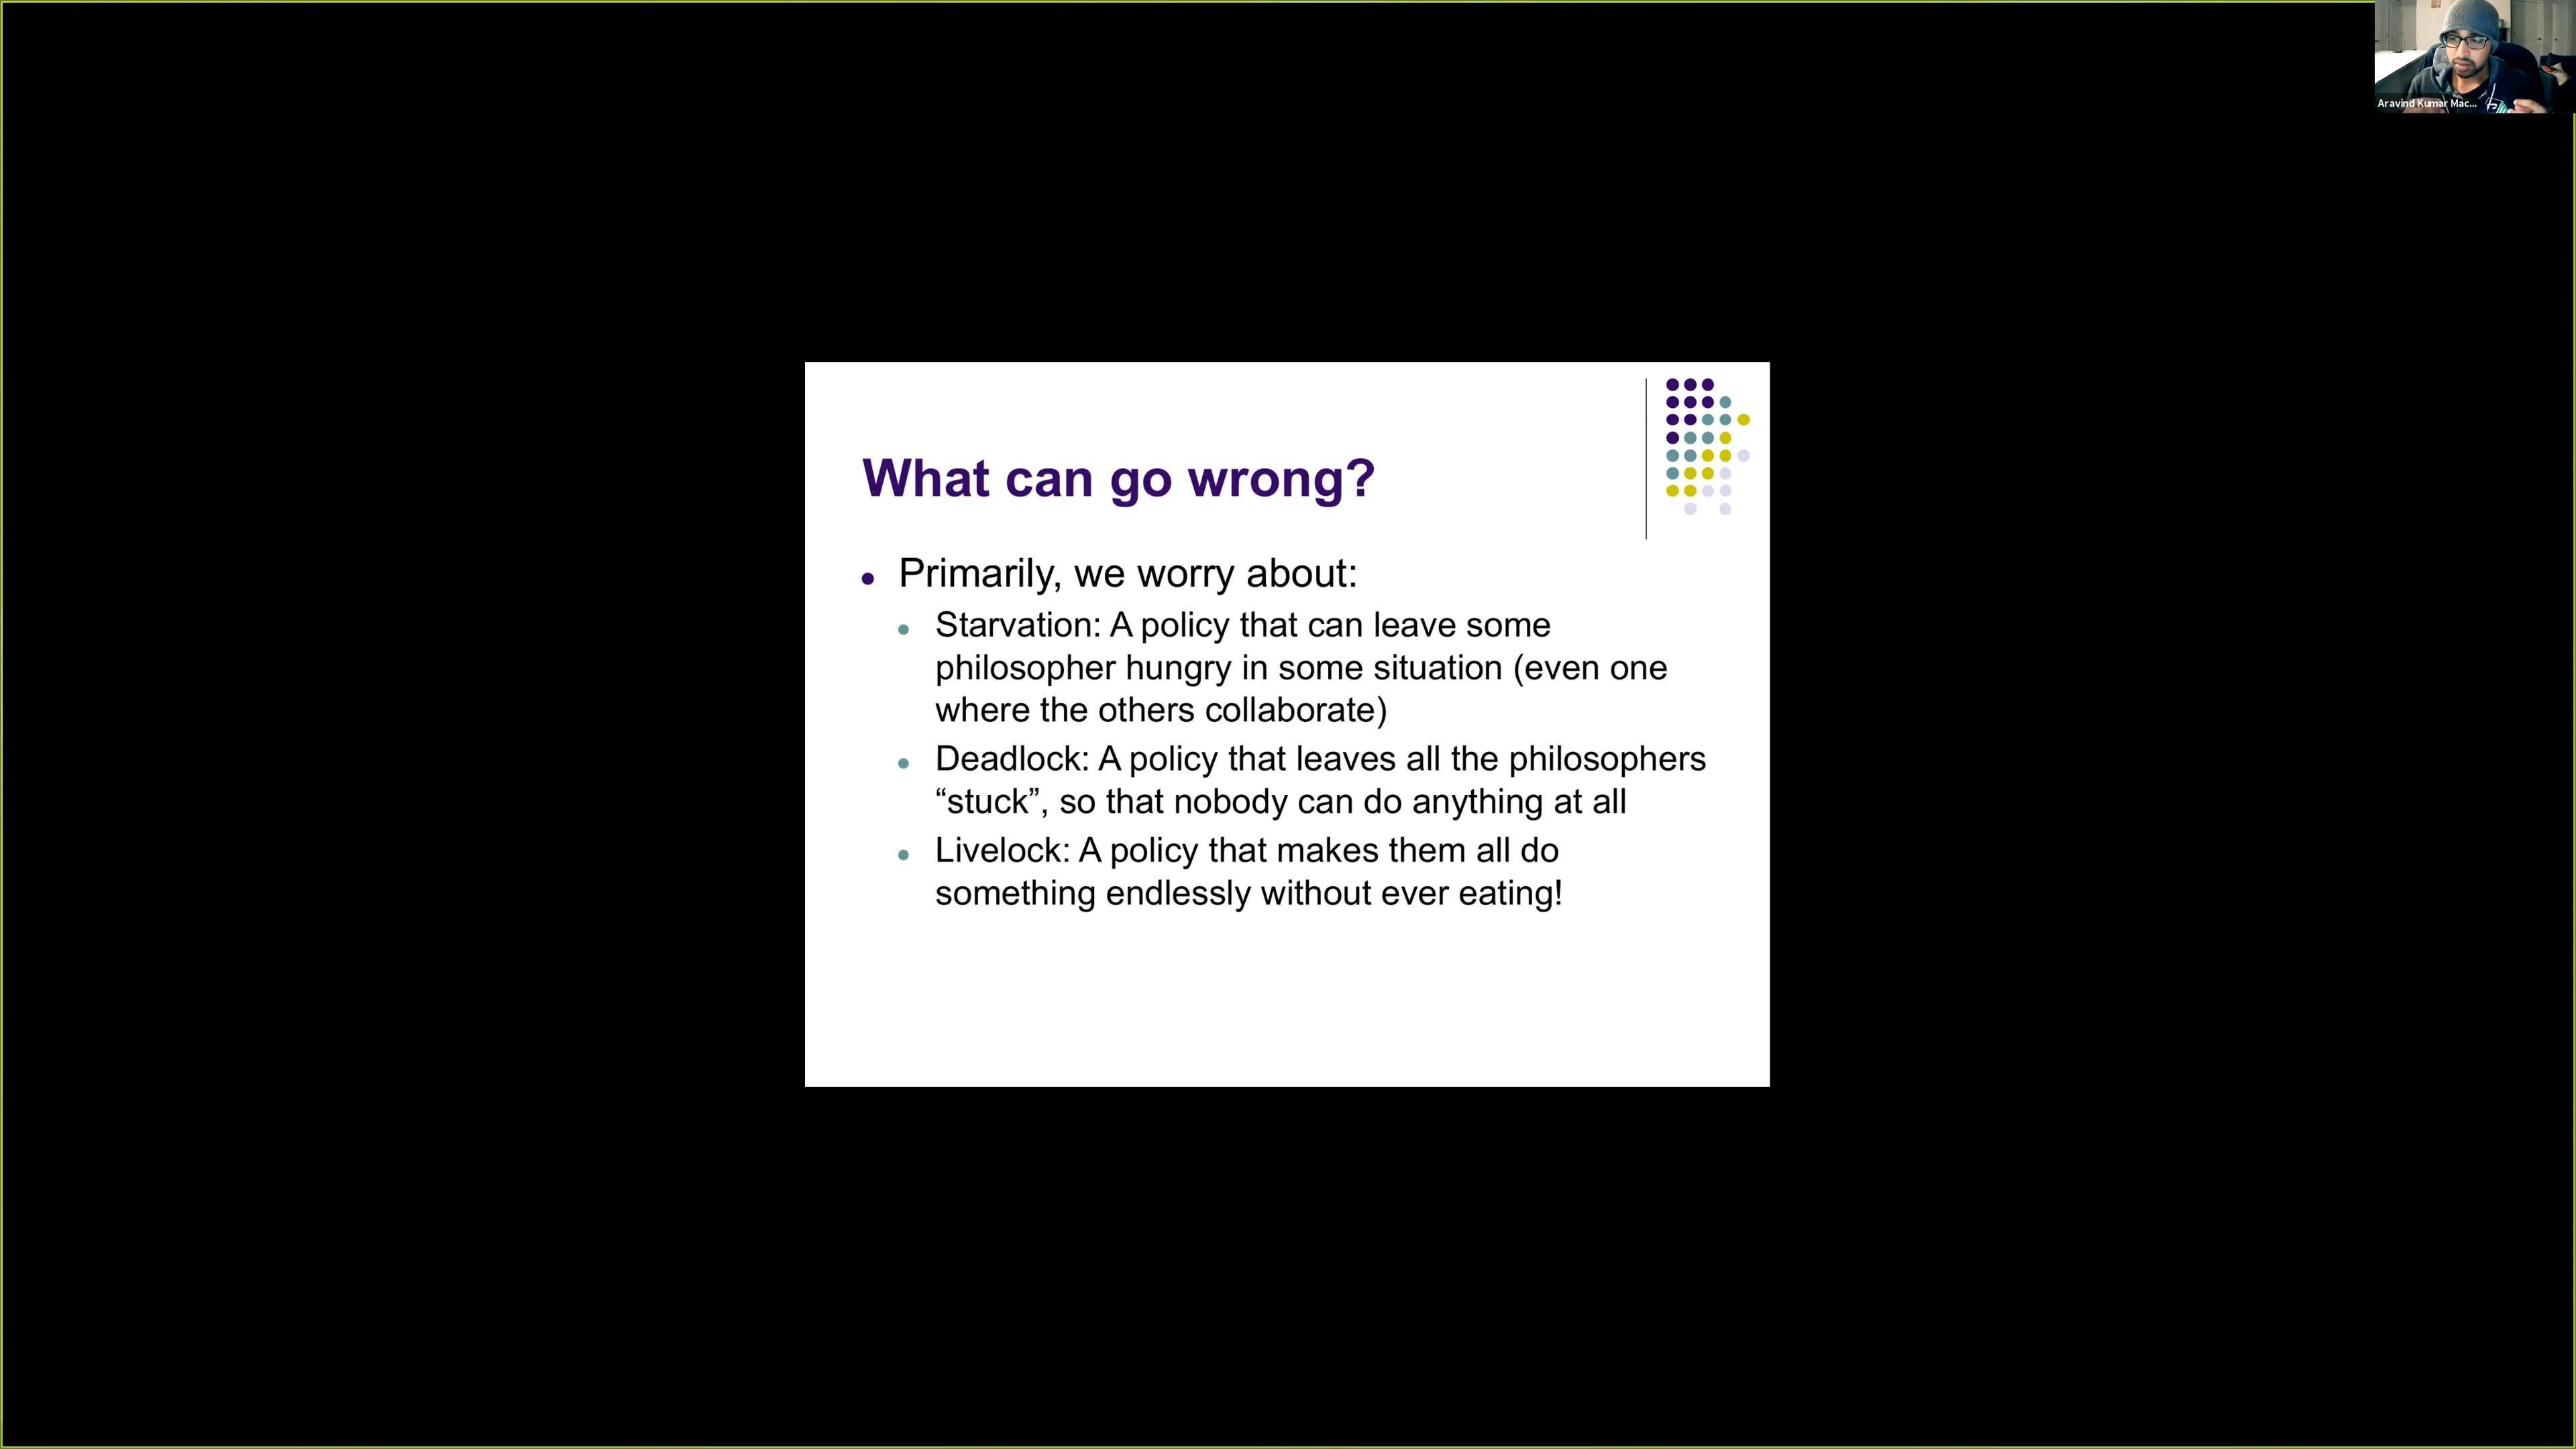 Aravind Kumar Mac...
What can go wrong?
Primarily, we worry about:
Starvation: A policy that can leave some
philosopher hungry in some situation (even one
where the others collaborate)
Deadlock: A policy that leaves all the philosophers
“stuck”, so that nobody can do anything at all
Livelock: A policy that makes them all do
something endlessly without ever eating!